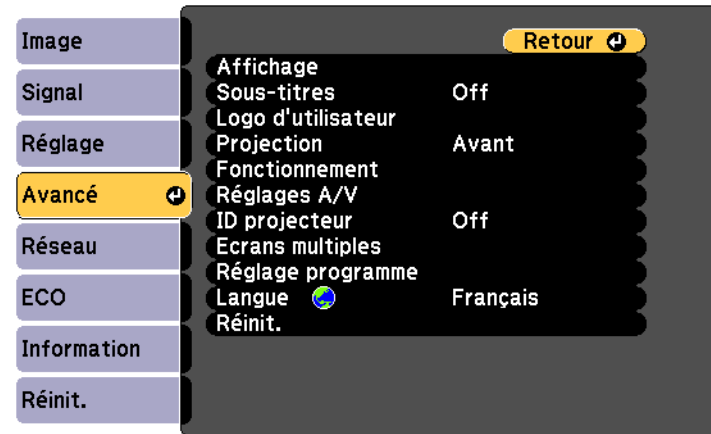 Image
Signal
Réglage
Avancé
Réseau
ECO
Information
Réinit.
Retour
Affichage
Sous-titres Off
Logo d'utilisateur
Projection Avant
Fonctionnement
Réglages A/V
ID projecteur Off
Ecrans multiples
Réglage programme
Langue Français
Réinit.